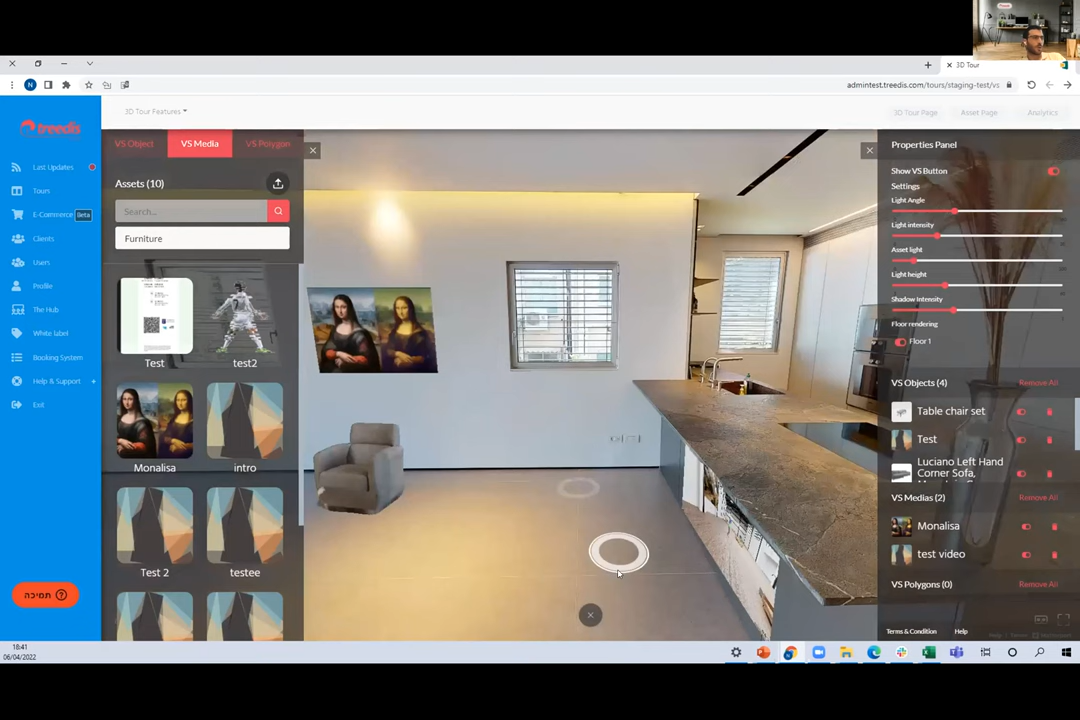 3D Tour
admintest.treedis.com/tours/staging-test/vs
N
treedis
Last Updates
Tours
E-Commerce Beta
Clients
Users
Profile
The Hub
White label
Booking System
Help & Support +
Exit
תמיכה
3D Tour Features
3D Tour Page
Asset Page
Analytics
VS Object
VS Media
VS Polygon
Assets (10)
Search...
Furniture
Test
test2
Monalisa
intro
Test 2
testee
Properties Panel
Show VS Button
Settings
Light Angle
Light intensity
Asset light
Light height
Shadow Intensity
Floor rendering
Floor 1
VS Objects (4)
Remove All
Table chair set
Test
Luciano Left Hand
Corner Sofa,
VS Medias (2)
Remove All
Monalisa
test video
VS Polygons (0)
Remove All
Terms & Condition
Help
18:41
06/04/2022